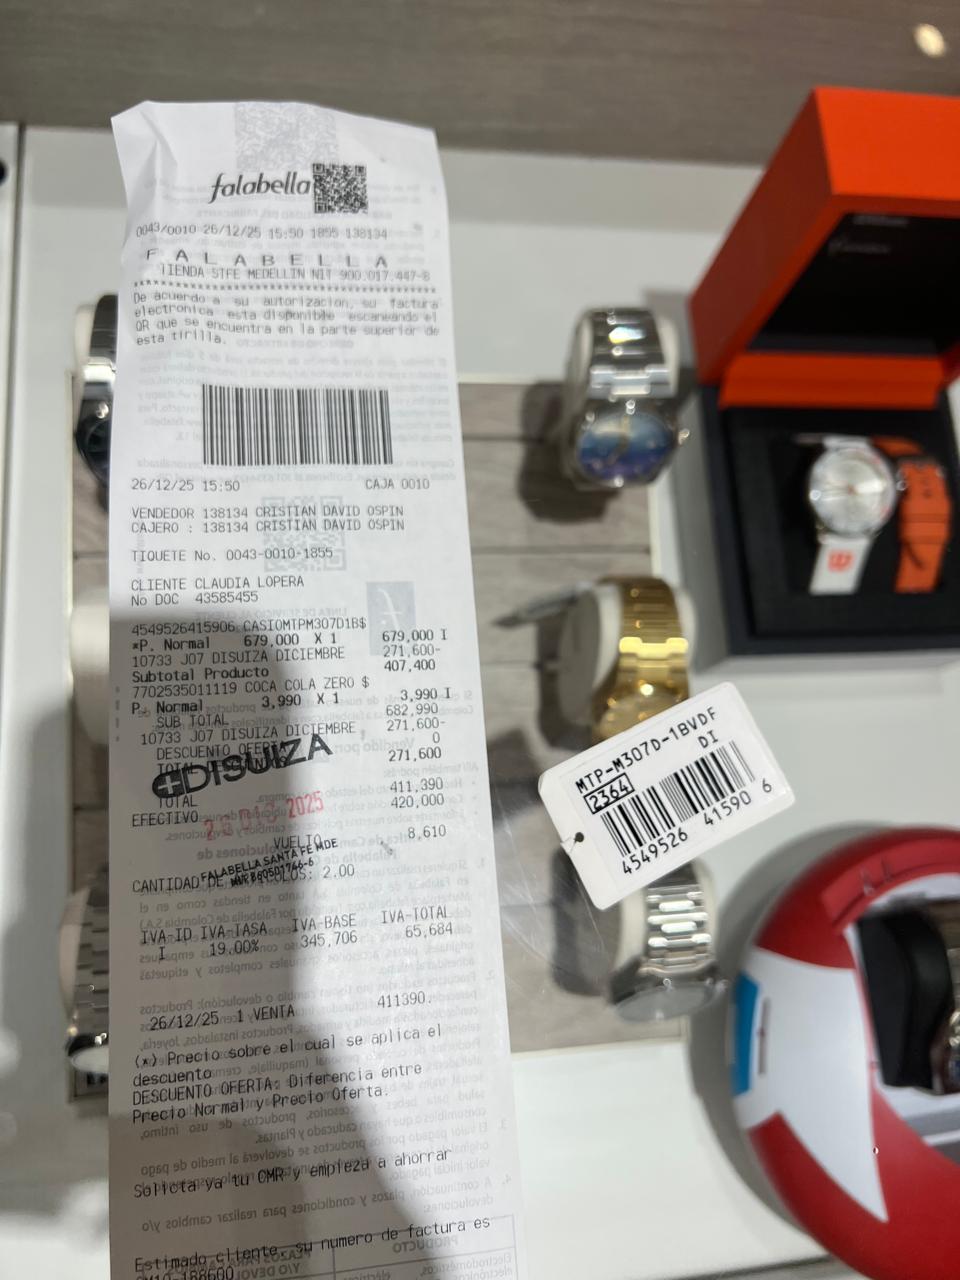 falabella
0043/0010 26/12/25 15:50 1855 138134
F A L A B E L L A
TIENDA STFE MEDELLIN NIT 900.017.447-8
****************************************
De acuerdo a su autorizacion, su factura
electronica esta disponible escaneando el
QR que se encuentra en la parte superior de
esta tirilla.
26/12/25 15:50 CAJA 0010
VENDEDOR 138134 CRISTIAN DAVID OSPIN
CAJERO : 138134 CRISTIAN DAVID OSPIN
TIQUETE No. 0043-0010-1855
CLIENTE CLAUDIA LOPERA
No DOC 43585455
4549526415906 CASIOMTPM307D1B$
*P. Normal 679,000 X 1 679,000 I
10733 J07 DISUIZA DICIEMBRE 271,600-
Subtotal Producto 407,400
7702535011119 COCA COLA ZERO $
P. Normal 3,990 X 1 3,990 I
SUB TOTAL 682,990
10733 J07 DISUIZA DICIEMBRE 271,600-
DESCUENTO OFERTA 0
TOTAL DESCUENTO 271,600
DISUIZA
TOTAL 411,390
EFECTIVO 420,000
2025
VUELTO 8,610
FALABELLA SANTA FE MDE
CANTIDAD DE 2.00
IVA-ID IVA-TASA IVA-BASE IVA-TOTAL
I 19.00% 345,706 65,684
26/12/25 1 VENTA 411390.
(*) Precio sobre el cual se aplica el
descuento
DESCUENTO OFERTA: Diferencia entre
Precio Normal y Precio Oferta.
Solicita ya tu CMR y empieza a ahorrar
Estimado cliente, su numero de factura es
MTP-M307D-1BVDF
DI
2364
4549526 41590 6